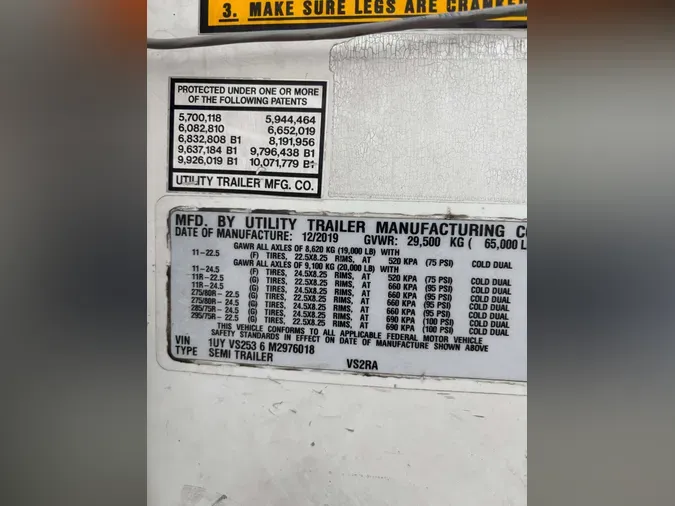 3. MAKE SURE LEGS ARE CRANKED
PROTECTED UNDER ONE OR MORE
OF THE FOLLOWING PATENTS
5,700,118 5,944,464
6,082,810 6,652,019
6,832,808 B1 8,191,956
9,637,184 B1 9,796,438 B1
9,926,019 B1 10,071,779 B1
UTILITY TRAILER MFG. CO.
MFD. BY UTILITY TRAILER MANUFACTURING CO
DATE OF MANUFACTURE: 12/2019 GVWR: 29,500 KG ( 65,000 LB
GAWR ALL AXLES OF 8,620 KG (19,000 LB) WITH
11-22.5 (F) TIRES, 22.5X8.25 RIMS, AT 520 KPA (75 PSI) COLD DUAL
GAWR ALL AXLES OF 9,100 KG (20,000 LB) WITH
11-24.5 (F) TIRES, 24.5X8.25 RIMS, AT 520 KPA (75 PSI) COLD DUAL
11R-22.5 (G) TIRES, 22.5X8.25 RIMS, AT 660 KPA (95 PSI) COLD DUAL
11R-24.5 (G) TIRES, 24.5X8.25 RIMS, AT 660 KPA (95 PSI) COLD DUAL
275/80R-22.5 (G) TIRES, 22.5X8.25 RIMS, AT 660 KPA (95 PSI) COLD DUAL
275/80R-24.5 (G) TIRES, 24.5X8.25 RIMS, AT 660 KPA (95 PSI) COLD DUAL
285/75R-24.5 (G) TIRES, 24.5X8.25 RIMS, AT 690 KPA (100 PSI) COLD DUAL
295/75R-22.5 (G) TIRES, 22.5X8.25 RIMS, AT 690 KPA (100 PSI) COLD DUAL
THIS VEHICLE CONFORMS TO ALL APPLICABLE FEDERAL MOTOR VEHICLE
SAFETY STANDARDS IN EFFECT ON DATE OF MANUFACTURE SHOWN ABOVE
VIN 1UY VS253 6 M2976018
TYPE SEMI TRAILER VS2RA